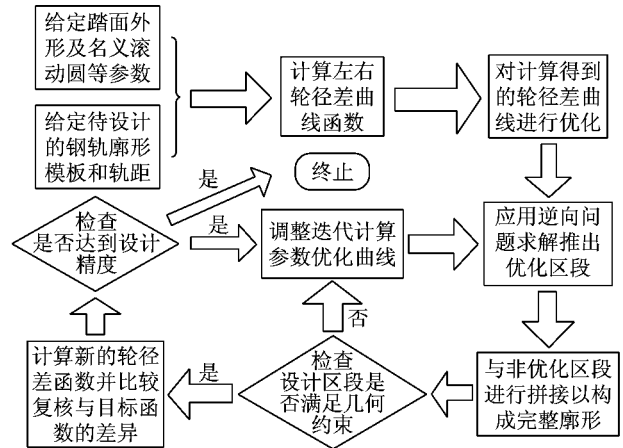 给定踏面外
形及名义滚
动圆等参数
给定待设计
的钢轨廓形
模板和轨距
计算左右
轮径差曲
线函数
对计算得到
的轮径差曲
线进行优化
终止
是
检查
是否达到设计
精度
是
调整迭代计算
参数优化曲线
应用逆向问
题求解推出
优化区段
否
计算新的轮径
差函数并比较
复核与目标函
数的差异
是
检查
设计区段是
否满足几何
约束
与非优化区段
进行拼接以构
成完整廓形